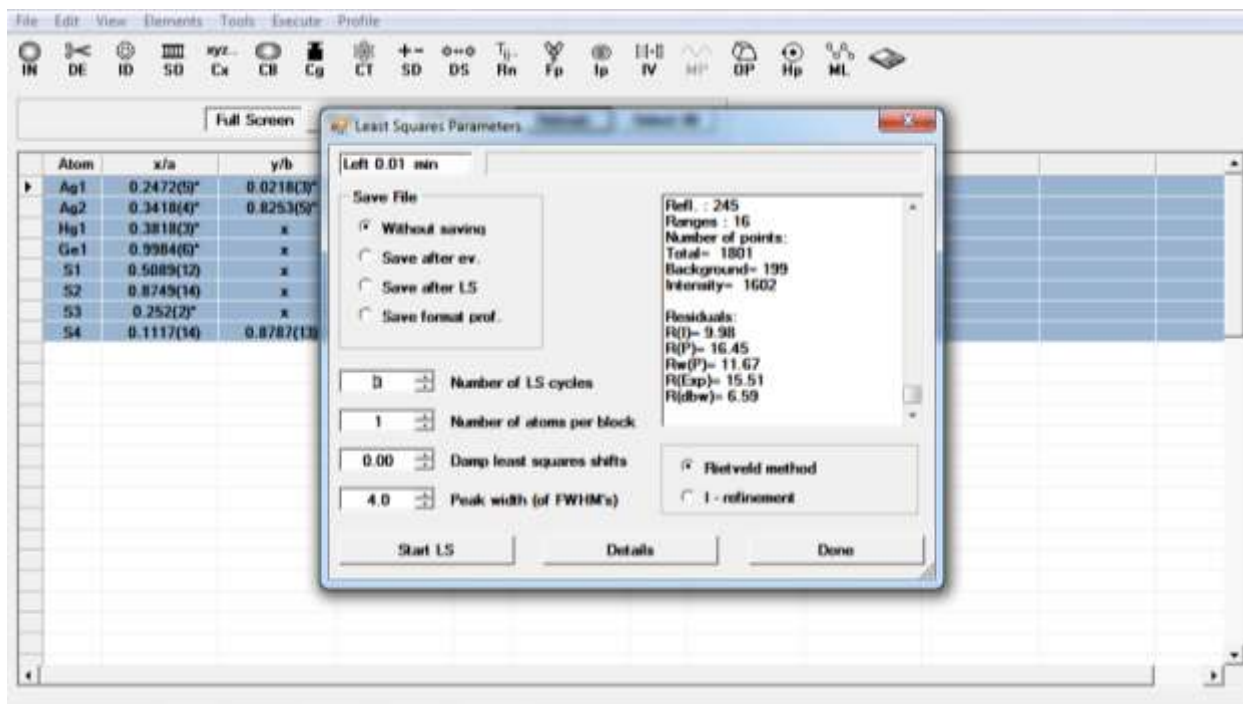 File Edit View Elements Tools Execute Profile
IN DE ID SO xyz... Cx CB Cg CT SD DS Tij.. Rn Fp Ip IV MP OP Hp ML
Full Screen
Least Squares Parameters
Atom x/a y/b
Ag1 0.2472(5)* 0.0218(3)*
Ag2 0.3418(4)* 0.8253(5)*
Hg1 0.3818(3)* x
Ge1 0.9984(6)* x
S1 0.5089(12) x
S2 0.8749(14) x
S3 0.252(2)* x
S4 0.1117(14) 0.8787(13)
Left 0.01 min
Save File
Without saving
Save after ev.
Save after LS
Save format prof.
Number of LS cycles
1 Number of atoms per block
0.00 Damp least squares shifts
4.0 Peak width (of FWHM's)
Refl. : 245
Ranges : 16
Number of points:
Total= 1801
Background= 199
Intensity= 1602
Residuals:
R(I)= 9.98
R(P)= 16.45
Rw(P)= 11.67
R(Exp)= 15.51
R(dbw)= 6.59
Rietveld method
I - refinement
Start LS Details Done